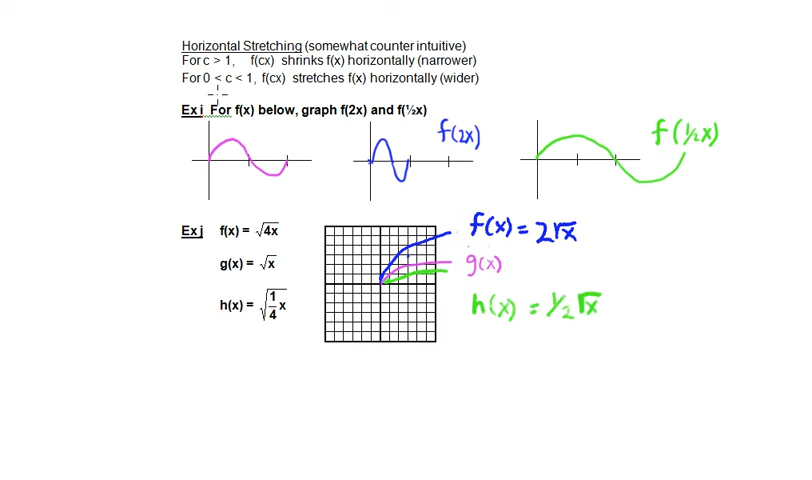 Horizontal Stretching (somewhat counter intuitive)
For c > 1, f(cx) shrinks f(x) horizontally (narrower)
For 0 < c < 1, f(cx) stretches f(x) horizontally (wider)
Ex i For f(x) below, graph f(2x) and f(½x)
f(2x)
f(1/2x)
Ex j f(x) = √4x
f(x) = 2√x
g(x) = √x
g(x)
h(x) = √1/4 x
h(x) = 1/2 √x